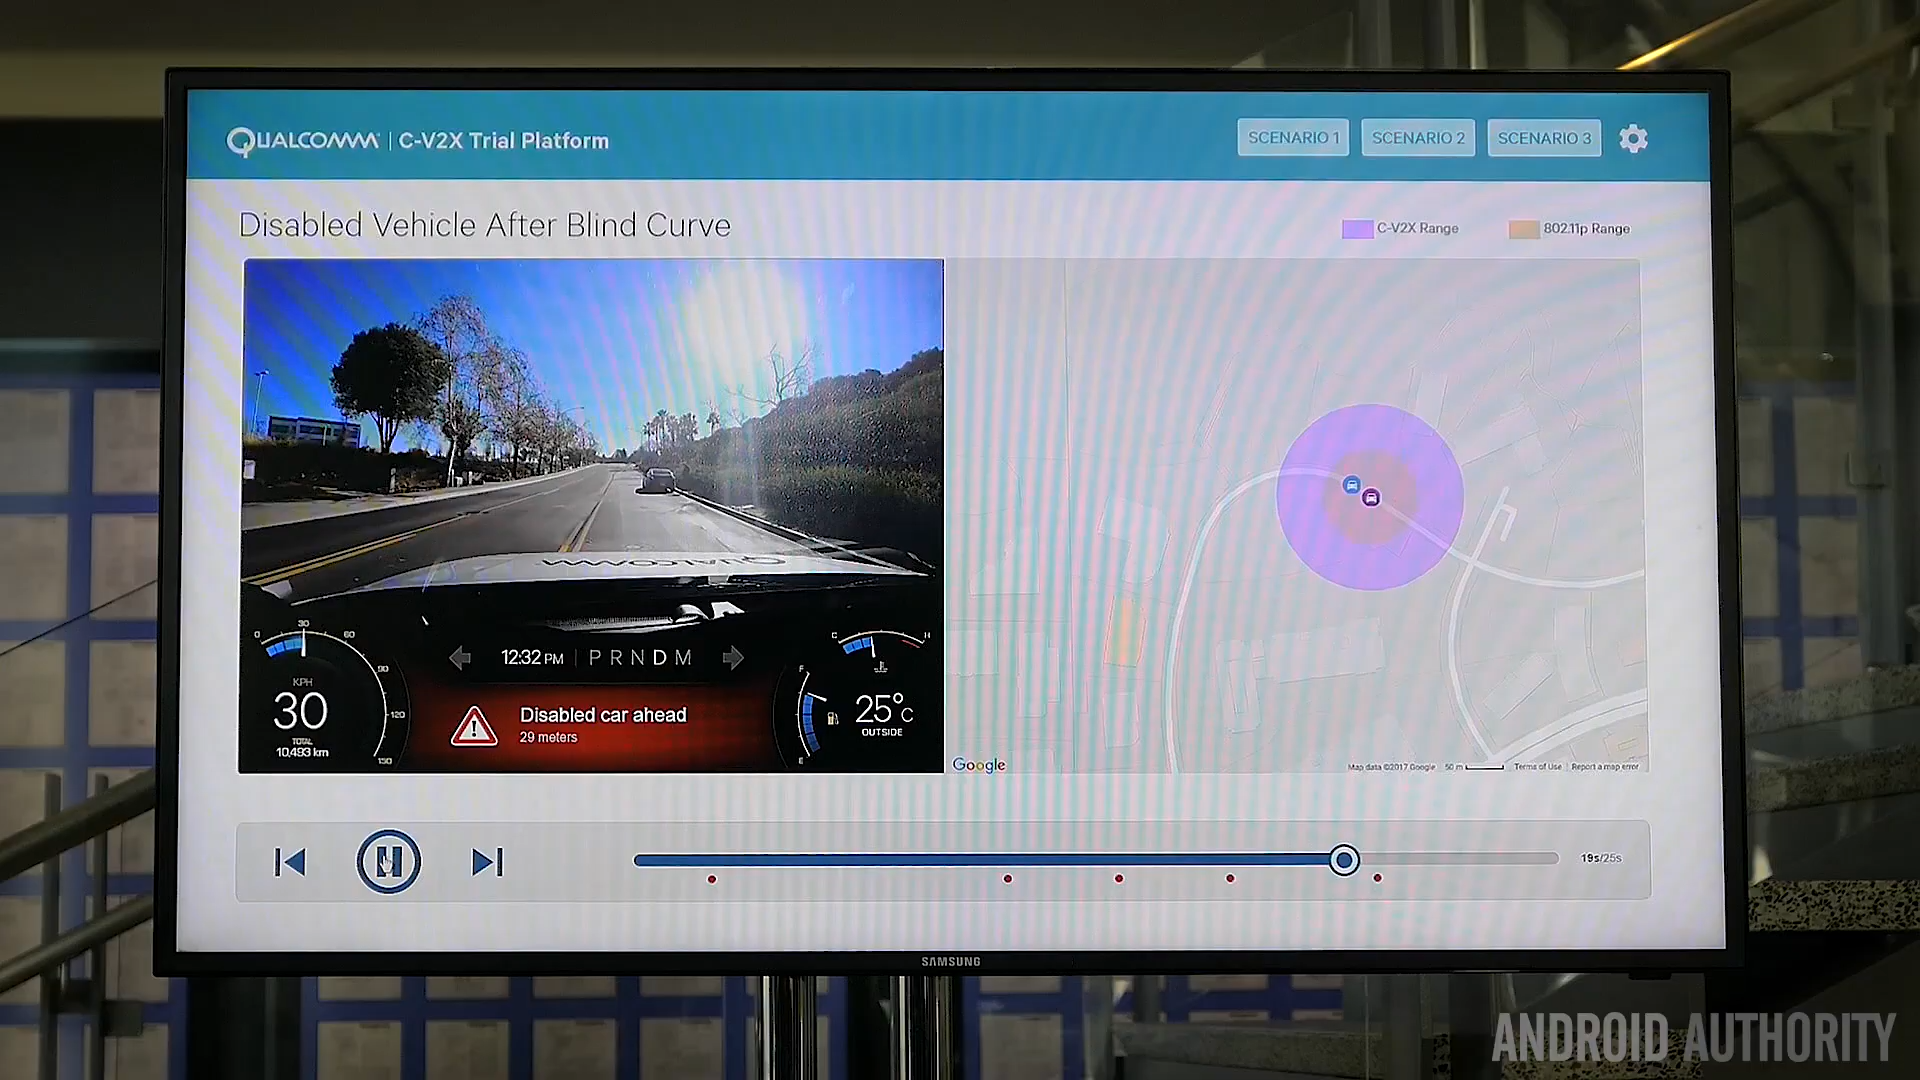 QUALCOMM | C-V2X Trial Platform
SCENARIO 1
SCENARIO 2
SCENARIO 3
Disabled Vehicle After Blind Curve
C-V2X Range
802.11p Range
QUALCOMM
0
30
60
90
120
150
KPH
30
TOTAL
10,493 km
12:32 PM | P R N D M
Disabled car ahead
29 meters
C
H
F
E
25°C
OUTSIDE
Google
Map data ©2017 Google
50 m
Terms of Use
Report a map error
19s/25s
SAMSUNG
ANDROID AUTHORITY